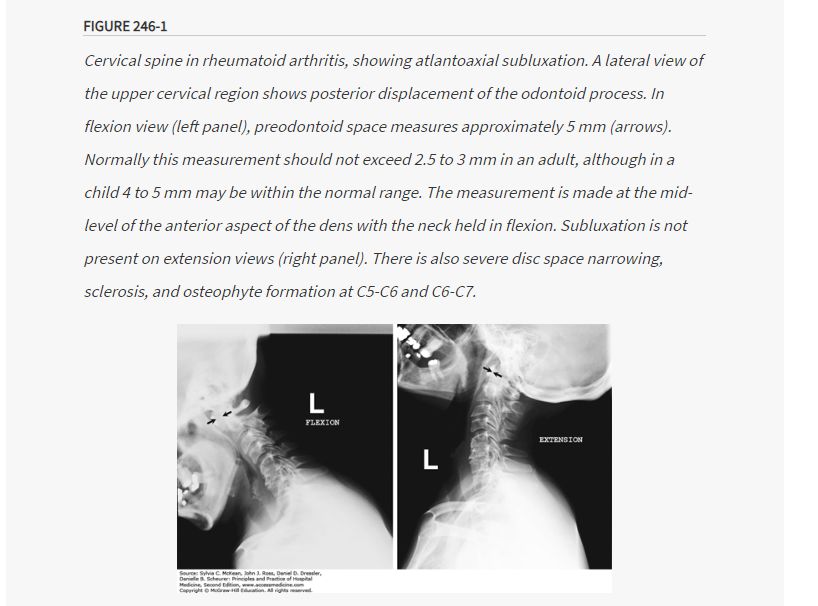 FIGURE 246-1
Cervical spine in rheumatoid arthritis, showing atlantoaxial subluxation. A lateral view of
the upper cervical region shows posterior displacement of the odontoid process. In
flexion view (left panel), preodontoid space measures approximately 5 mm (arrows).
Normally this measurement should not exceed 2.5 to 3 mm in an adult, although in a
child 4 to 5 mm may be within the normal range. The measurement is made at the mid-
level of the anterior aspect of the dens with the neck held in flexion. Subluxation is not
present on extension views (right panel). There is also severe disc space narrowing,
sclerosis, and osteophyte formation at C5-C6 and C6-C7.
L
FLEXION
EXTENSION
L
Source: Sylvia C. McKean, John J. Ross, Daniel D. Dressler,
Danielle B. Scheurer: Principles and Practice of Hospital
Medicine, Second Edition, www.accessmedicine.com
Copyright © McGraw-Hill Education. All rights reserved.